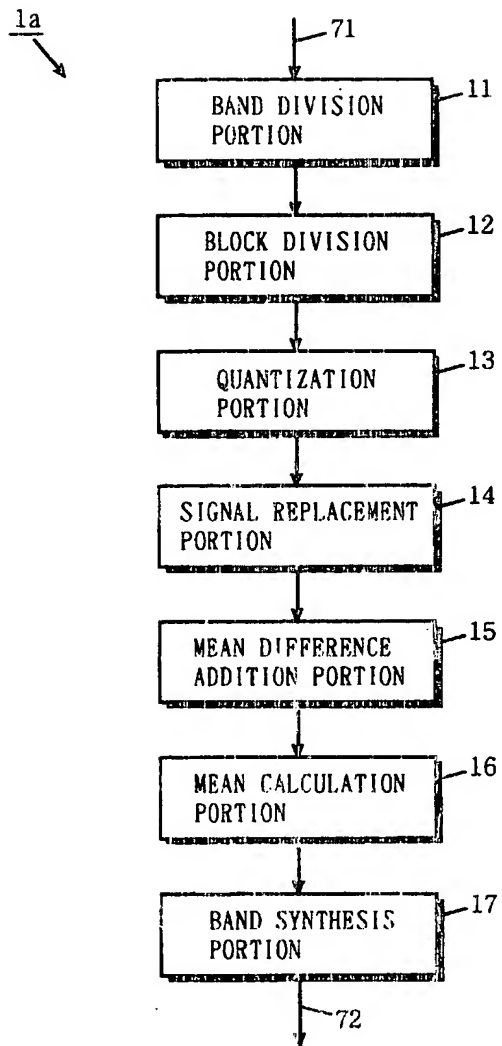 1a
71
11
BAND DIVISION
PORTION
12
BLOCK DIVISION
PORTION
13
QUANTIZATION
PORTION
14
SIGNAL REPLACEMENT
PORTION
15
MEAN DIFFERENCE
ADDITION PORTION
16
MEAN CALCULATION
PORTION
17
BAND SYNTHESIS
PORTION
72